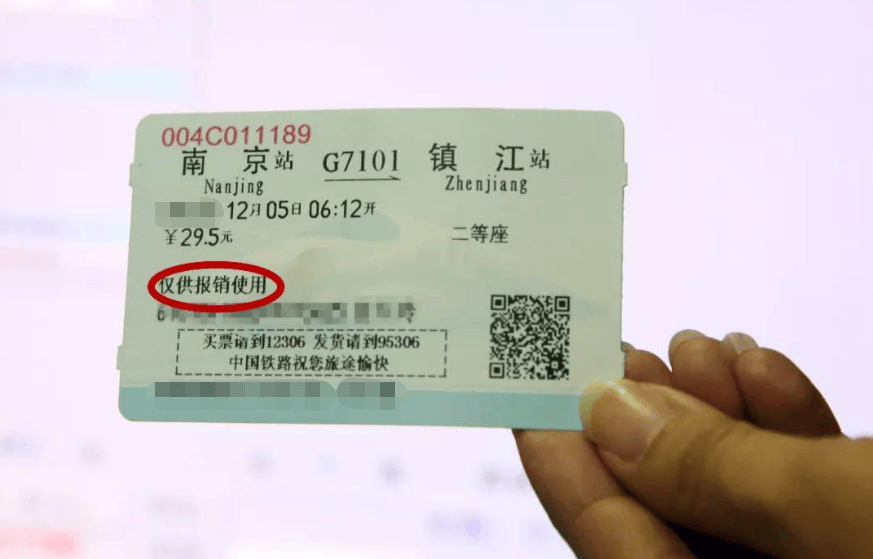 004C011189
南京站 G7101 镇江站
Nanjing Zhenjiang
12月05日06:12开
￥29.5元 二等座
仅供报销使用
买票请到12306 发货请到95306
中国铁路祝您旅途愉快